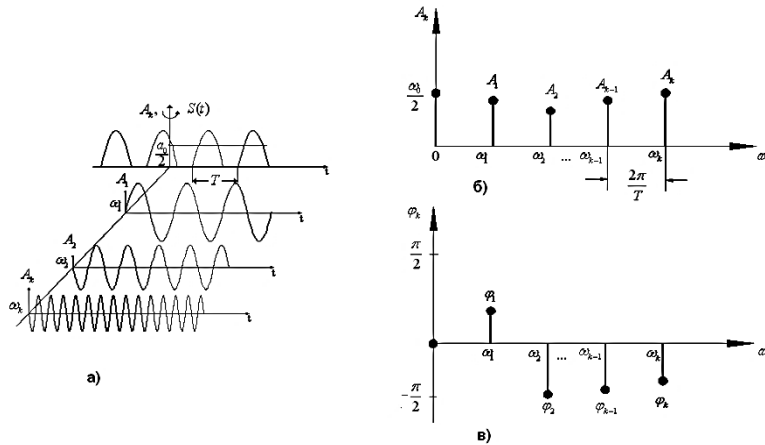 A_k, S(t)
a_0/2
t
T
A_1
ω_1
t
A_2
ω_2
t
A_k
ω_k
t
а)
A_k
ω_0/2
A_1
A_2
A_{k-1}
A_k
0
ω_1
ω_2
...
ω_{k-1}
ω_k
ω
2π/T
б)
φ_k
π/2
φ_1
ω_1
ω_2
...
ω_{k-1}
ω_k
ω
-π/2
φ_2
φ_{k-1}
φ_k
в)